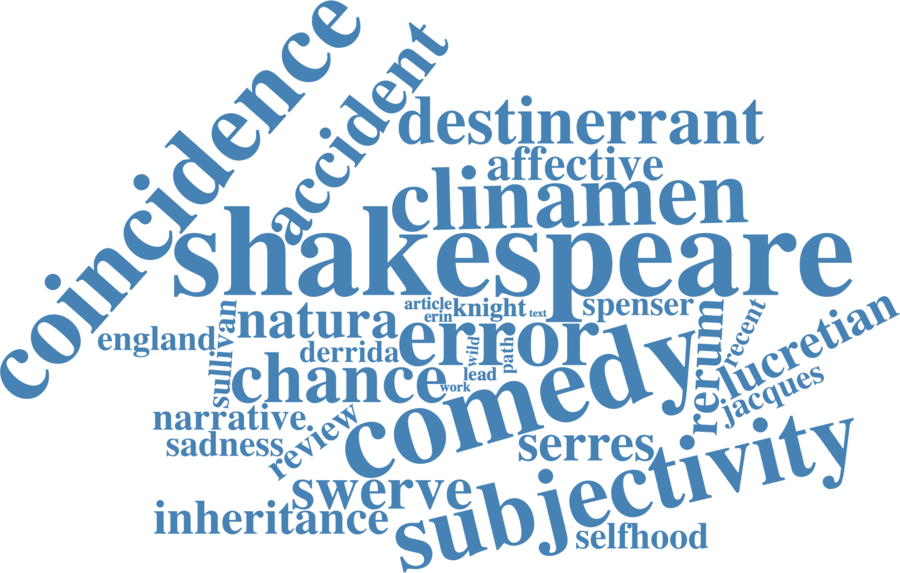 coincidence
accident
destinerrant
affective
clinamen
shakespeare
article
knight
text
spenser
erin
natura
error
england
sullivan
derrida
wild
path
rerum
recent
lucretian
chance
lead
work
comedy
jacques
narrative
sadness
review
serres
swerve
subjectivity
inheritance
selfhood